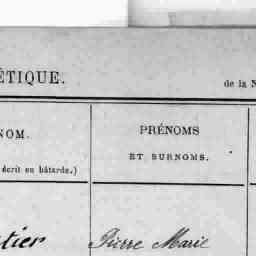 ÉTIQUE. de la N
NOM. PRÉNOMS
ET SURNOMS.
écrit en bâtarde.)
tier Pierre Marie